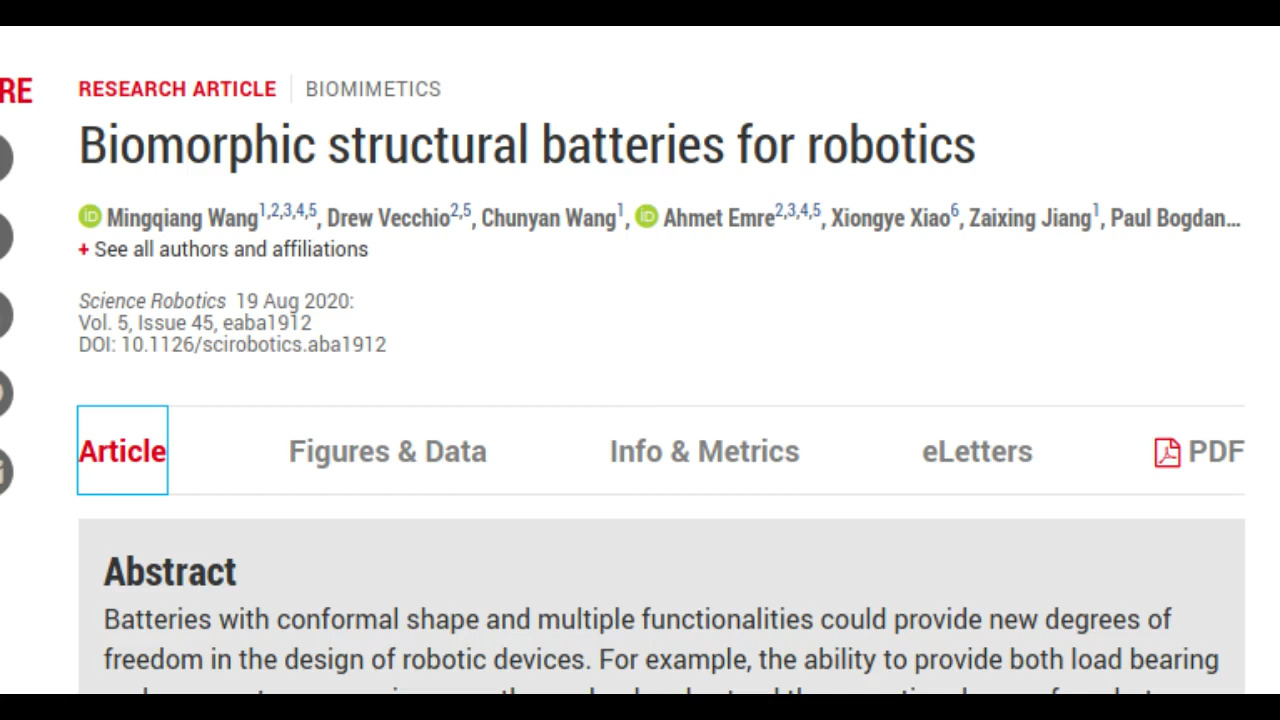 RE
RESEARCH ARTICLE BIOMIMETICS
Biomorphic structural batteries for robotics
iD Mingqiang Wang1,2,3,4,5, Drew Vecchio2,5, Chunyan Wang1, iD Ahmet Emre2,3,4,5, Xiongye Xiao6, Zaixing Jiang1, Paul Bogdan...
+ See all authors and affiliations
Science Robotics 19 Aug 2020:
Vol. 5, Issue 45, eaba1912
DOI: 10.1126/scirobotics.aba1912
Article Figures & Data Info & Metrics eLetters PDF
Abstract
Batteries with conformal shape and multiple functionalities could provide new degrees of
freedom in the design of robotic devices. For example, the ability to provide both load bearing